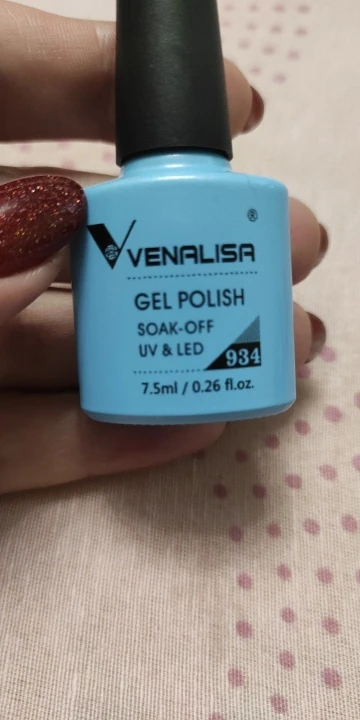 ®
VENALISA
GEL POLISH
SOAK-OFF
UV & LED
934
7.5ml / 0.26 fl.oz.